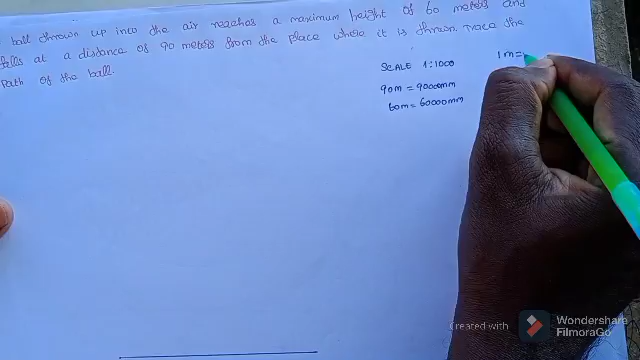 ball thrown up into the air reaches a maximum height of 60 meters and
falls at a distance of 90 meters from the place where it is thrown. Trace the
Path of the ball.
1m=
SCALE 1:1000
90m = 90000mm
60m = 60000mm
Created with
Wondershare
FilmoraGo